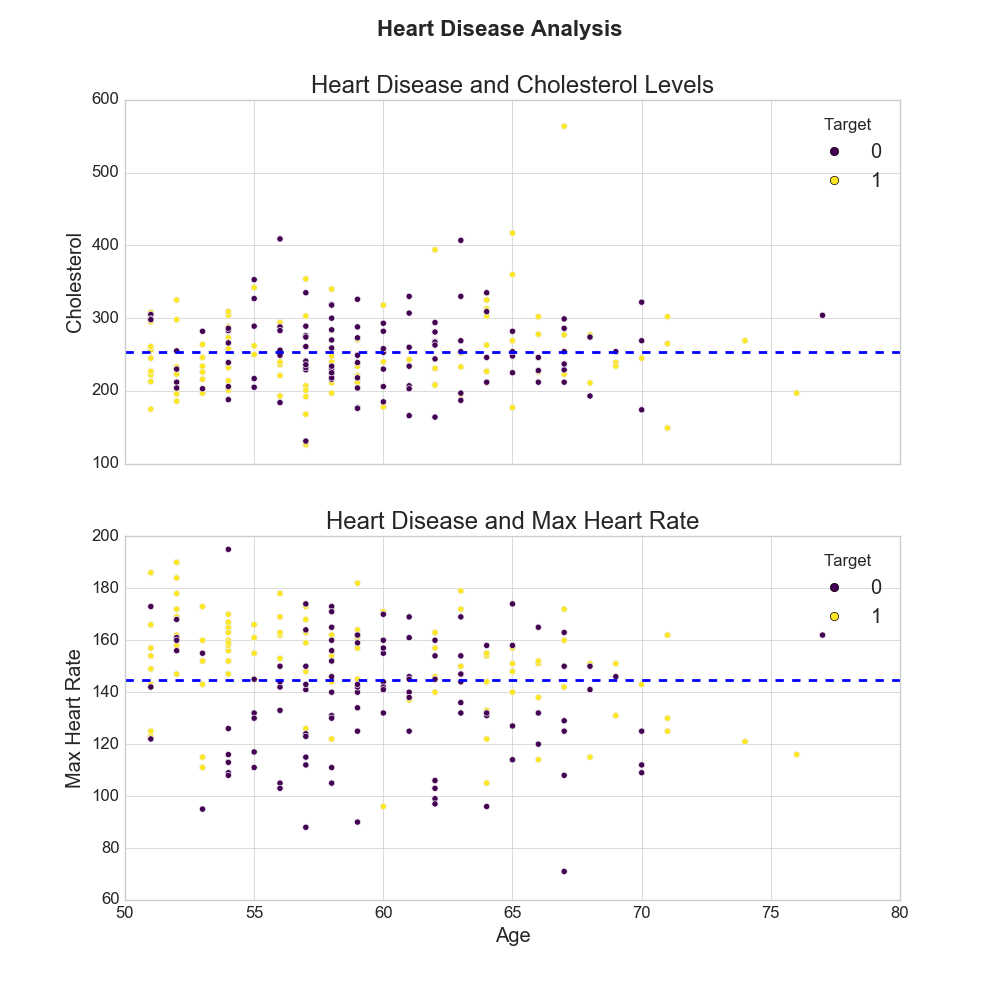 Heart Disease Analysis
Heart Disease and Cholesterol Levels
600
500
400
300
200
100
Cholesterol
Target
0
1
Heart Disease and Max Heart Rate
200
180
160
140
120
100
80
60
Max Heart Rate
Target
0
1
50 55 60 65 70 75 80
Age